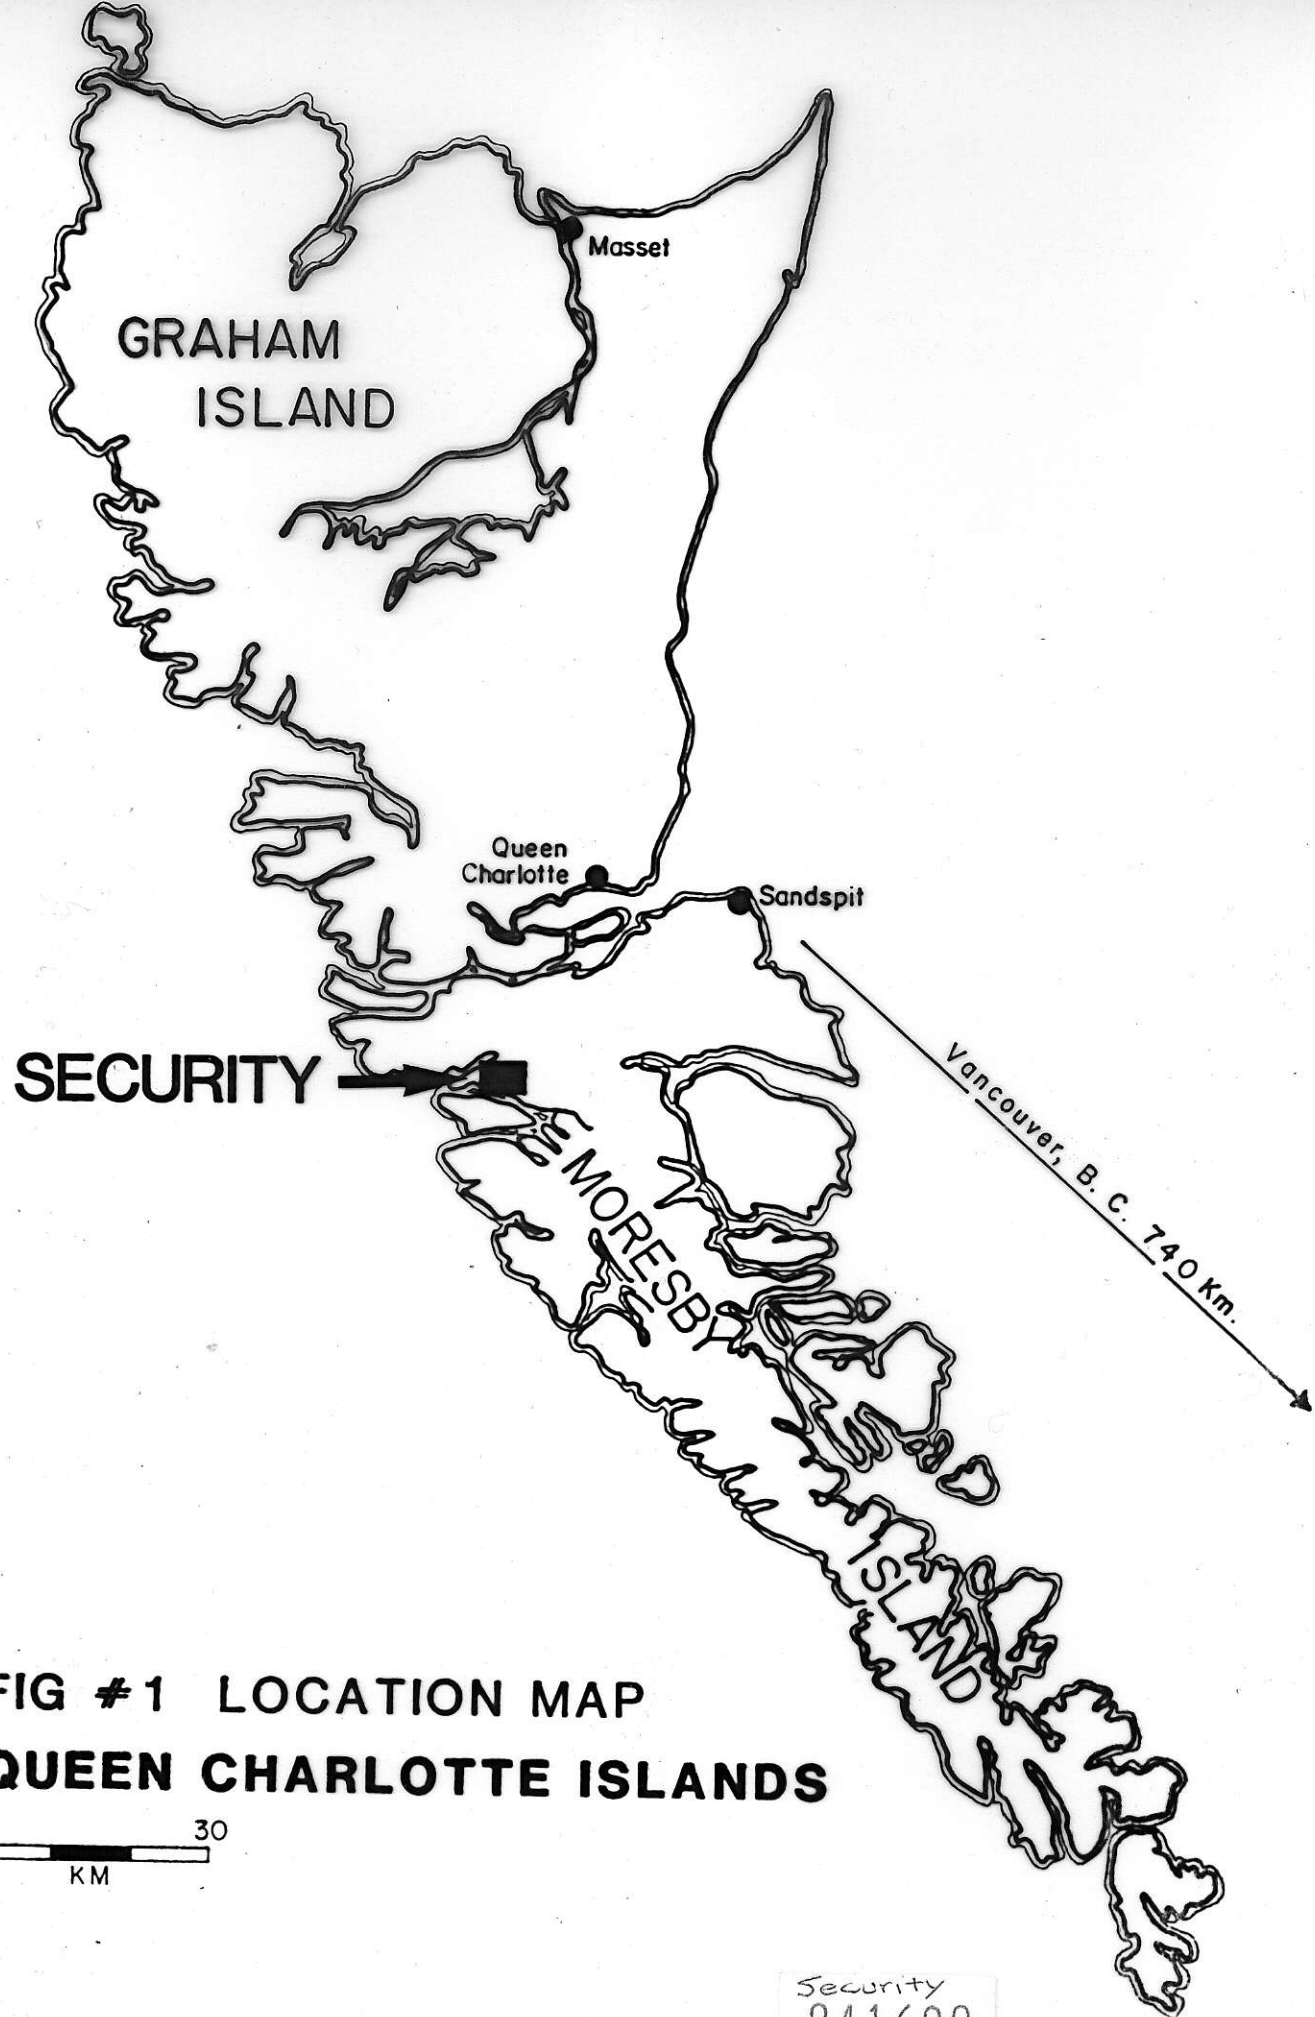 Masset
GRAHAM
ISLAND
Queen
Charlotte
Sandspit
SECURITY
Vancouver, B. C. 740 Km.
MORESBY
ISLAND
FIG #1 LOCATION MAP
QUEEN CHARLOTTE ISLANDS
30
KM
Security